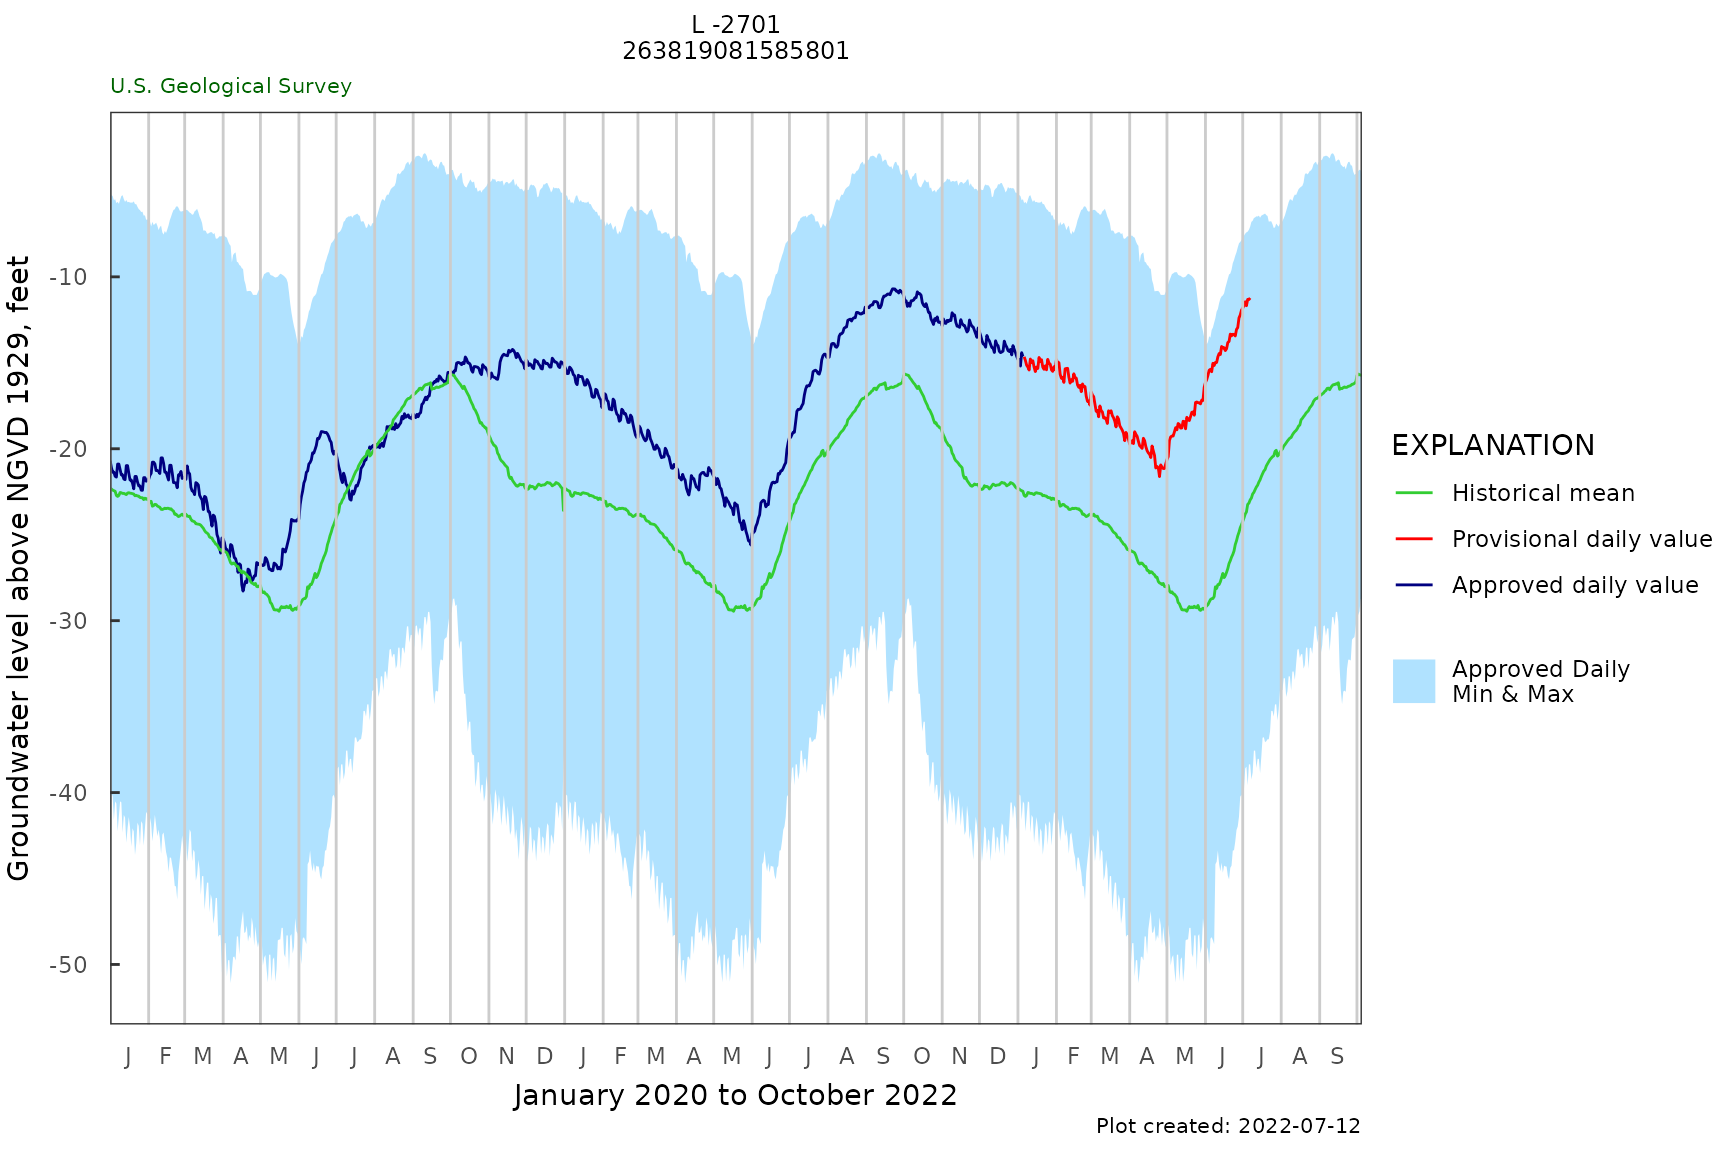 L -2701
263819081585801
U.S. Geological Survey
Groundwater level above NGVD 1929, feet
-10
-20
-30
-40
-50
J F M A M J J A S O N D J F M A M J J A S O N D J F M A M J J A S
January 2020 to October 2022
EXPLANATION
Historical mean
Provisional daily value
Approved daily value
Approved Daily
Min & Max
Plot created: 2022-07-12